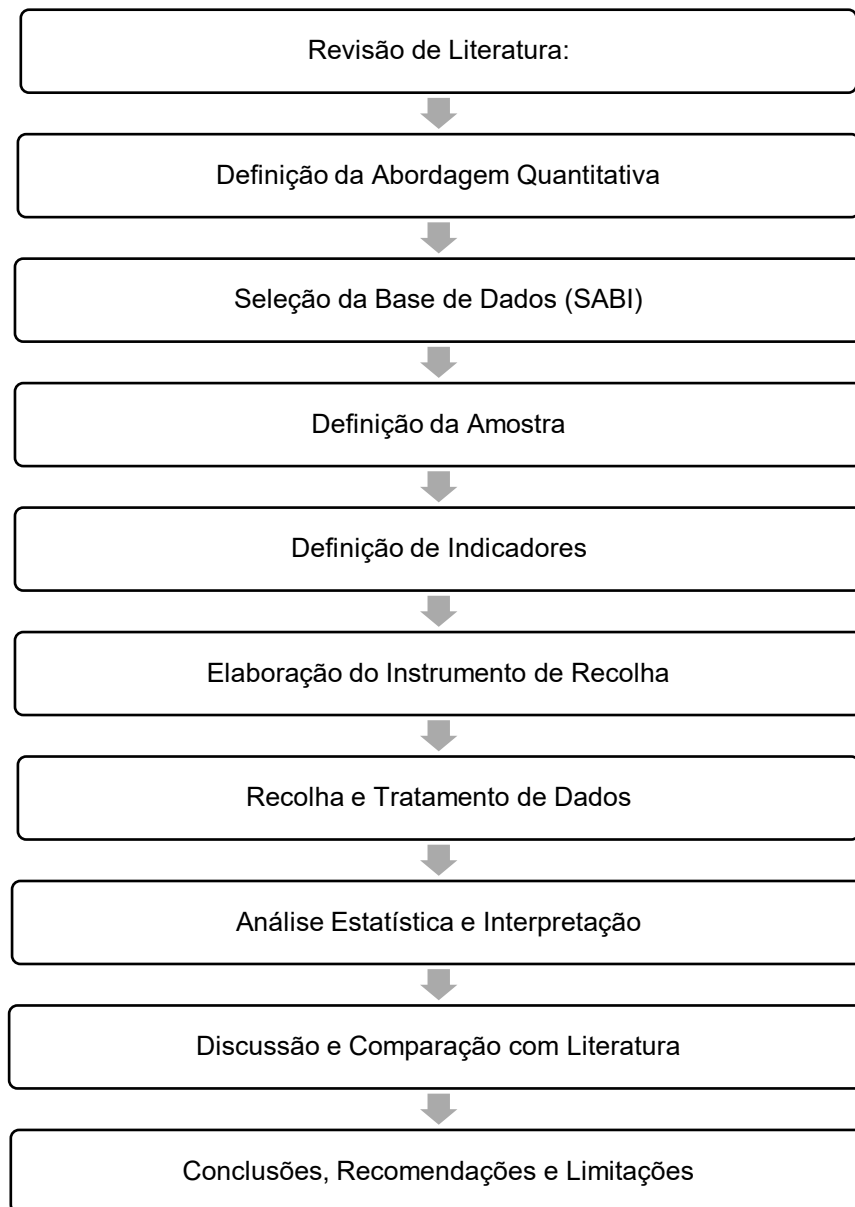 Revisão de Literatura:
Definição da Abordagem Quantitativa
Seleção da Base de Dados (SABI)
Definição da Amostra
Definição de Indicadores
Elaboração do Instrumento de Recolha
Recolha e Tratamento de Dados
Análise Estatística e Interpretação
Discussão e Comparação com Literatura
Conclusões, Recomendações e Limitações